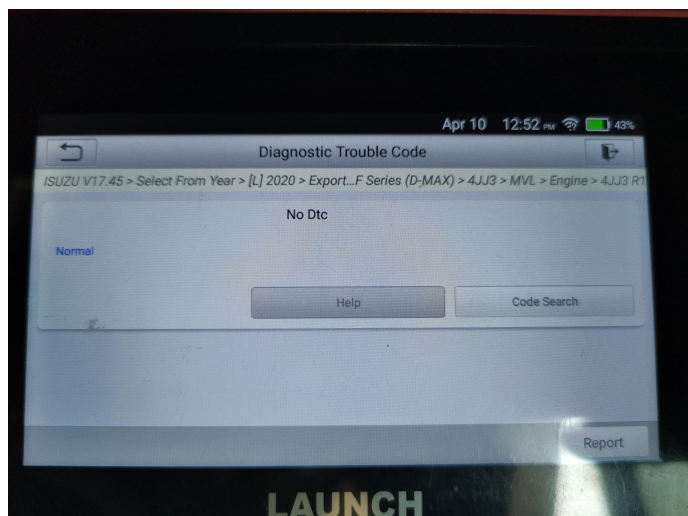 Apr 10 12:52 PM 43%
Diagnostic Trouble Code
ISUZU V17.45 > Select From Year > [L] 2020 > Export...F Series (D-MAX) > 4JJ3 > MVL > Engine > 4JJ3 R1
No Dtc
Normal
Help Code Search
Report
LAUNCH